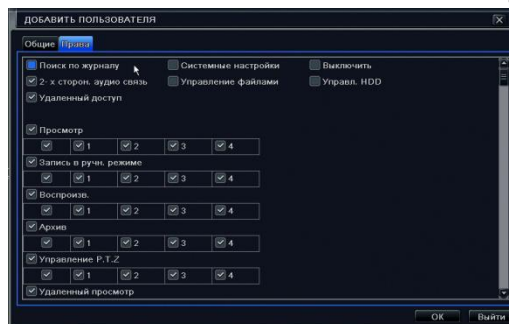 ДОБАВИТЬ ПОЛЬЗОВАТЕЛЯ
Общие Права
Поиск по журналу Системные настройки Выключить
2- х сторон. аудио связь Управление файлами Управл. HDD
Удаленный доступ
Просмотр
1 2 3 4
Запись в ручн. режиме
1 2 3 4
Воспроизв.
1 2 3 4
Архив
1 2 3 4
Управление P.T.Z
1 2 3 4
Удаленный просмотр
OK Выйти